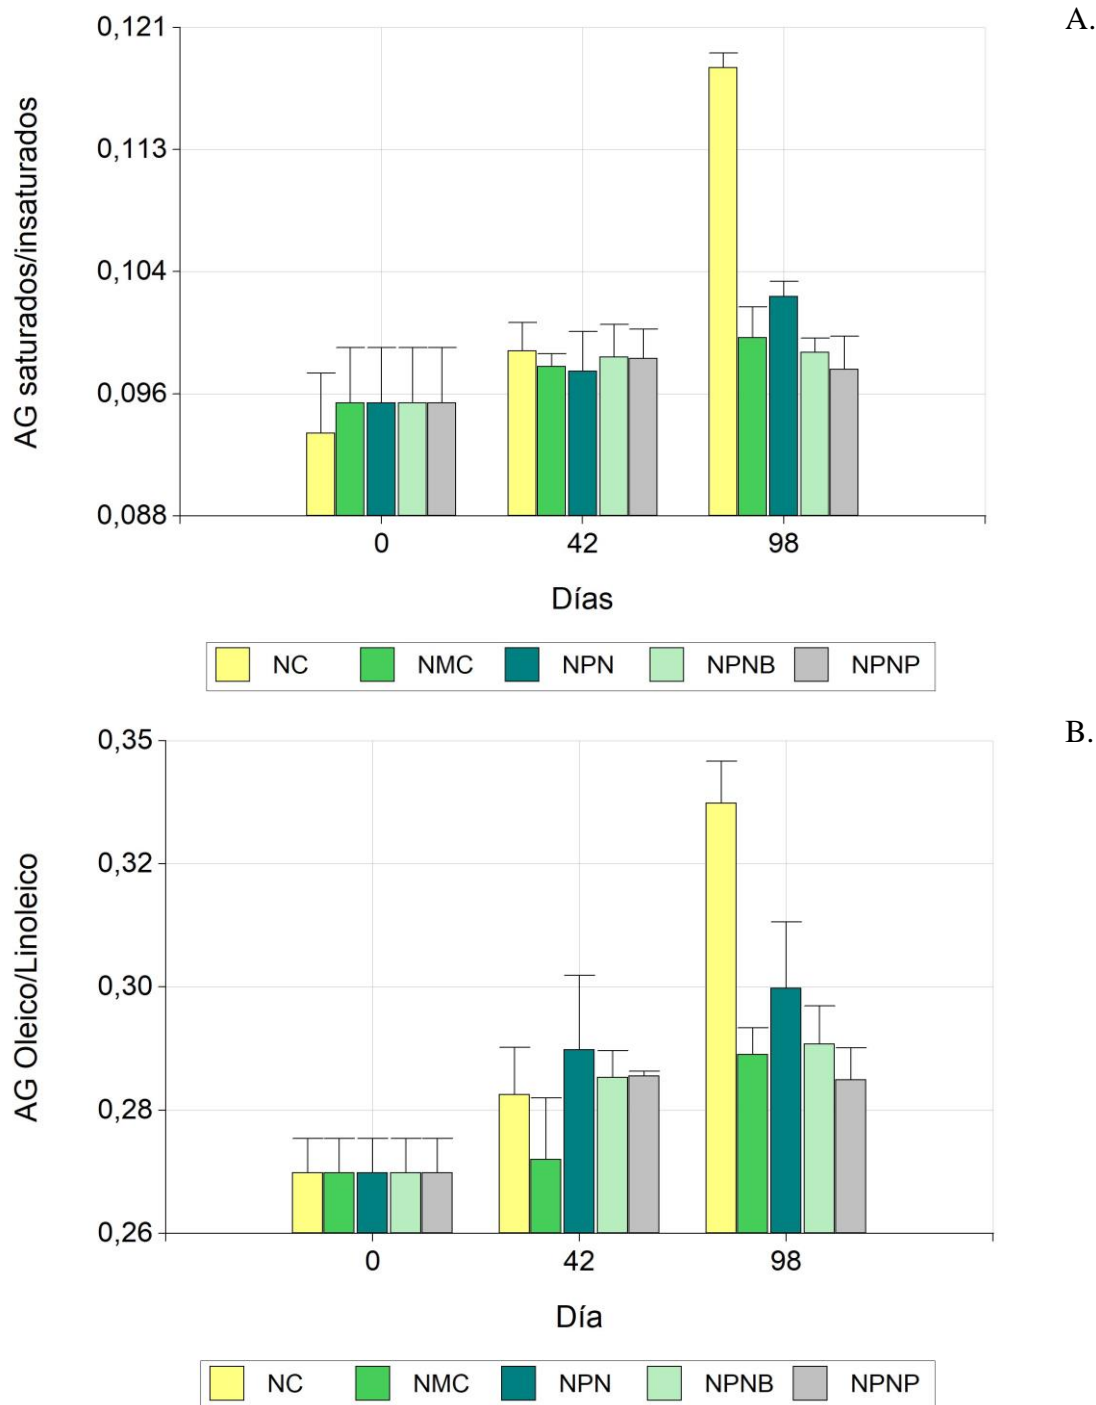 A.
AG saturados/insaturados
0,121
0,113
0,104
0,096
0,088
0 42 98
Días
NC NMC NPN NPNB NPNP
B.
AG Oleico/Linoleico
0,35
0,32
0,30
0,28
0,26
0 42 98
Día
NC NMC NPN NPNB NPNP